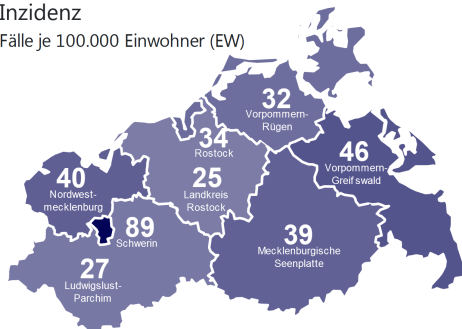 Inzidenz
Fälle je 100.000 Einwohner (EW)
32
Vorpommern-
Rügen
34
Rostock
46
Vorpommern-
Greifswald
40
Nordwest-
mecklenburg
25
Landkreis
Rostock
89
Schwerin
39
Mecklenburgische
Seenplatte
27
Ludwigslust-
Parchim